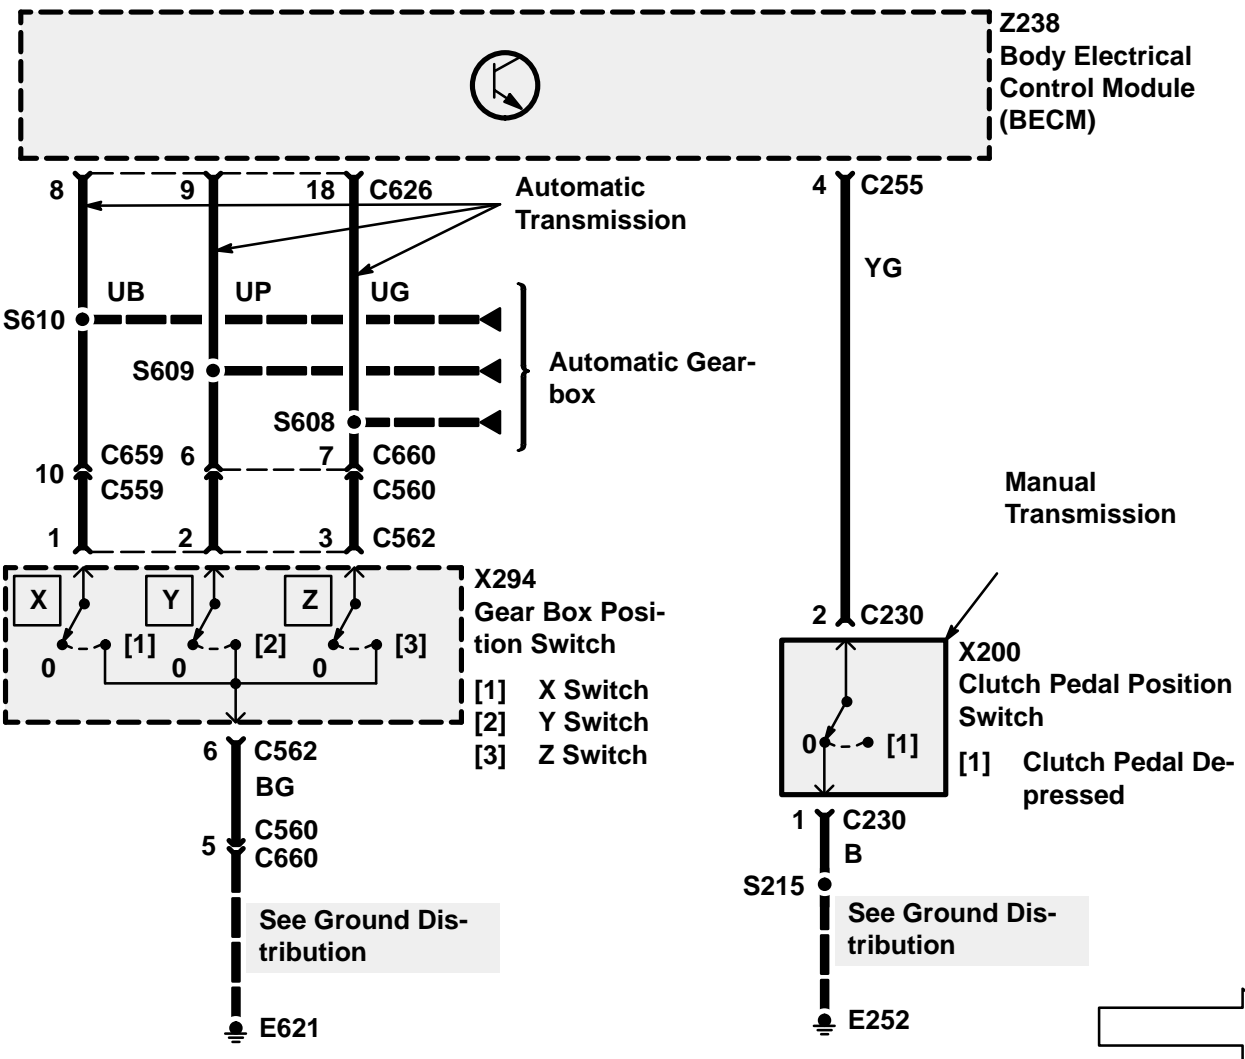 Z238
Body Electrical
Control Module
(BECM)
8
9
18
C626
Automatic
Transmission
4
C255
YG
UB
UP
UG
S610
S609
S608
Automatic Gear-
box
C659
6
7
C660
10
C559
C560
1
2
3
C562
Manual
Transmission
X
Y
Z
[1]
[2]
[3]
0
0
0
X294
Gear Box Posi-
tion Switch
[1] X Switch
[2] Y Switch
[3] Z Switch
2
C230
X200
Clutch Pedal Position
Switch
0
[1]
[1] Clutch Pedal De-
pressed
6
C562
BG
C560
5
C660
See Ground Dis-
tribution
E621
1
C230
B
S215
See Ground Dis-
tribution
E252